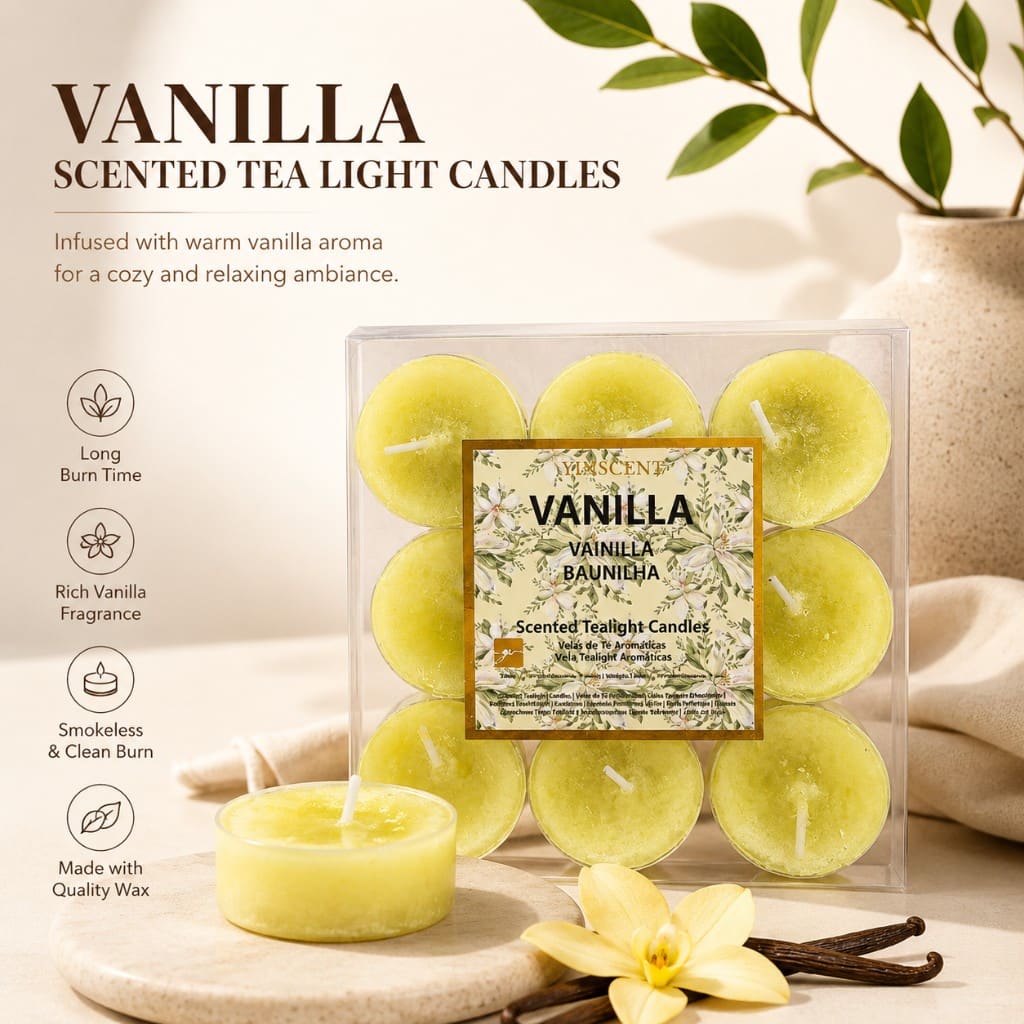 VANILLA
SCENTED TEA LIGHT CANDLES
Infused with warm vanilla aroma
for a cozy and relaxing ambiance.
Long
Burn Time
Rich Vanilla
Fragrance
Smokeless
& Clean Burn
Made with
Quality Wax
YINSCENT
VANILLA
VAINILLA
BAUNILHA
Scented Tealight Candles
Velas de Té Aromáticas
Vela Tealight Aromáticas